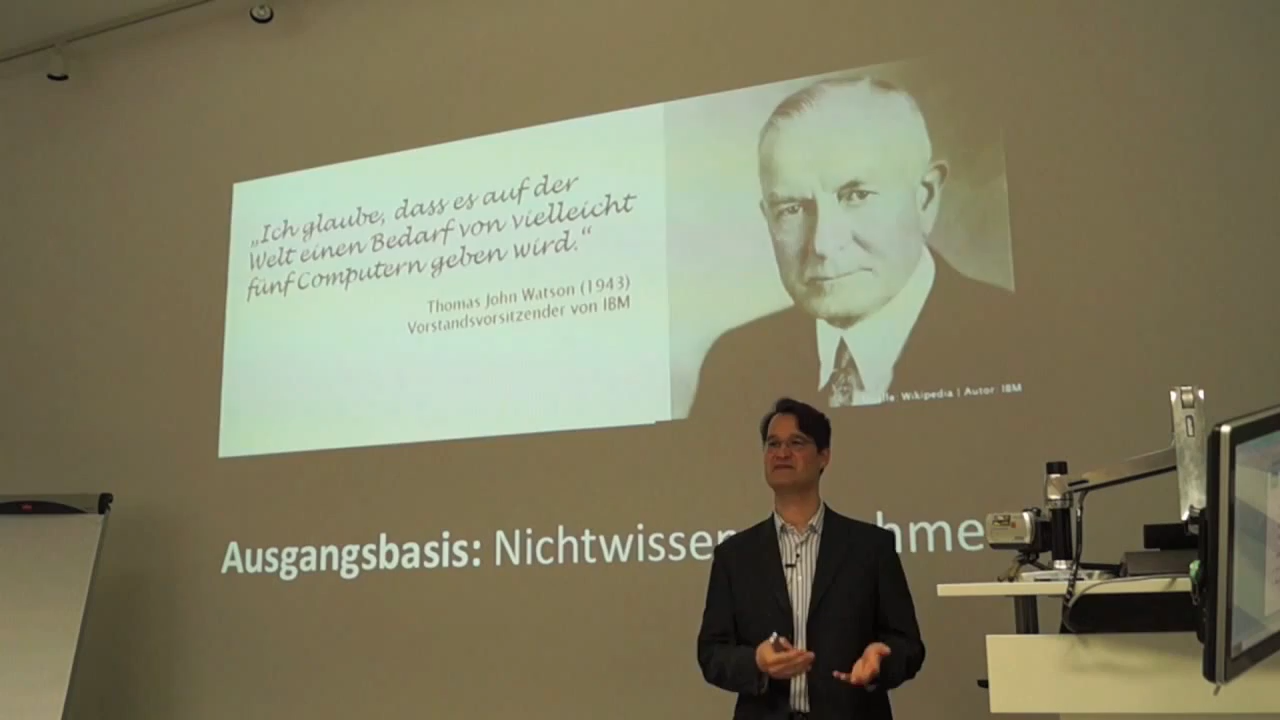 „Ich glaube, dass es auf der
Welt einen Bedarf von vielleicht
fünf Computern geben wird.“
Thomas John Watson (1943)
Vorstandsvorsitzender von IBM
Wikipedia | Autor: IBM
Ausgangsbasis: